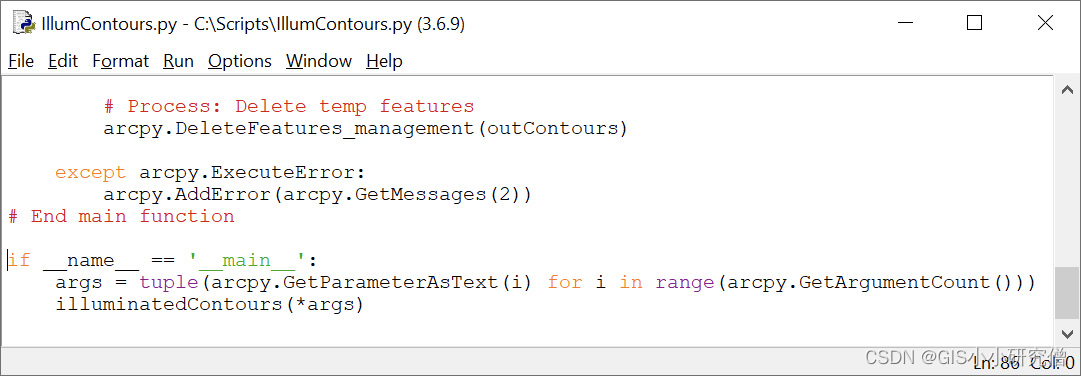 IllumContours.py - C:\Scripts\IllumContours.py (3.6.9)
File Edit Format Run Options Window Help
# Process: Delete temp features
arcpy.DeleteFeatures_management(outContours)
except arcpy.ExecuteError:
arcpy.AddError(arcpy.GetMessages(2))
# End main function
if __name__ == '__main__':
args = tuple(arcpy.GetParameterAsText(i) for i in range(arcpy.GetArgumentCount()))
illuminatedContours(*args)
CSDN @GIS小小研究僧
Ln: 86 Col: 0